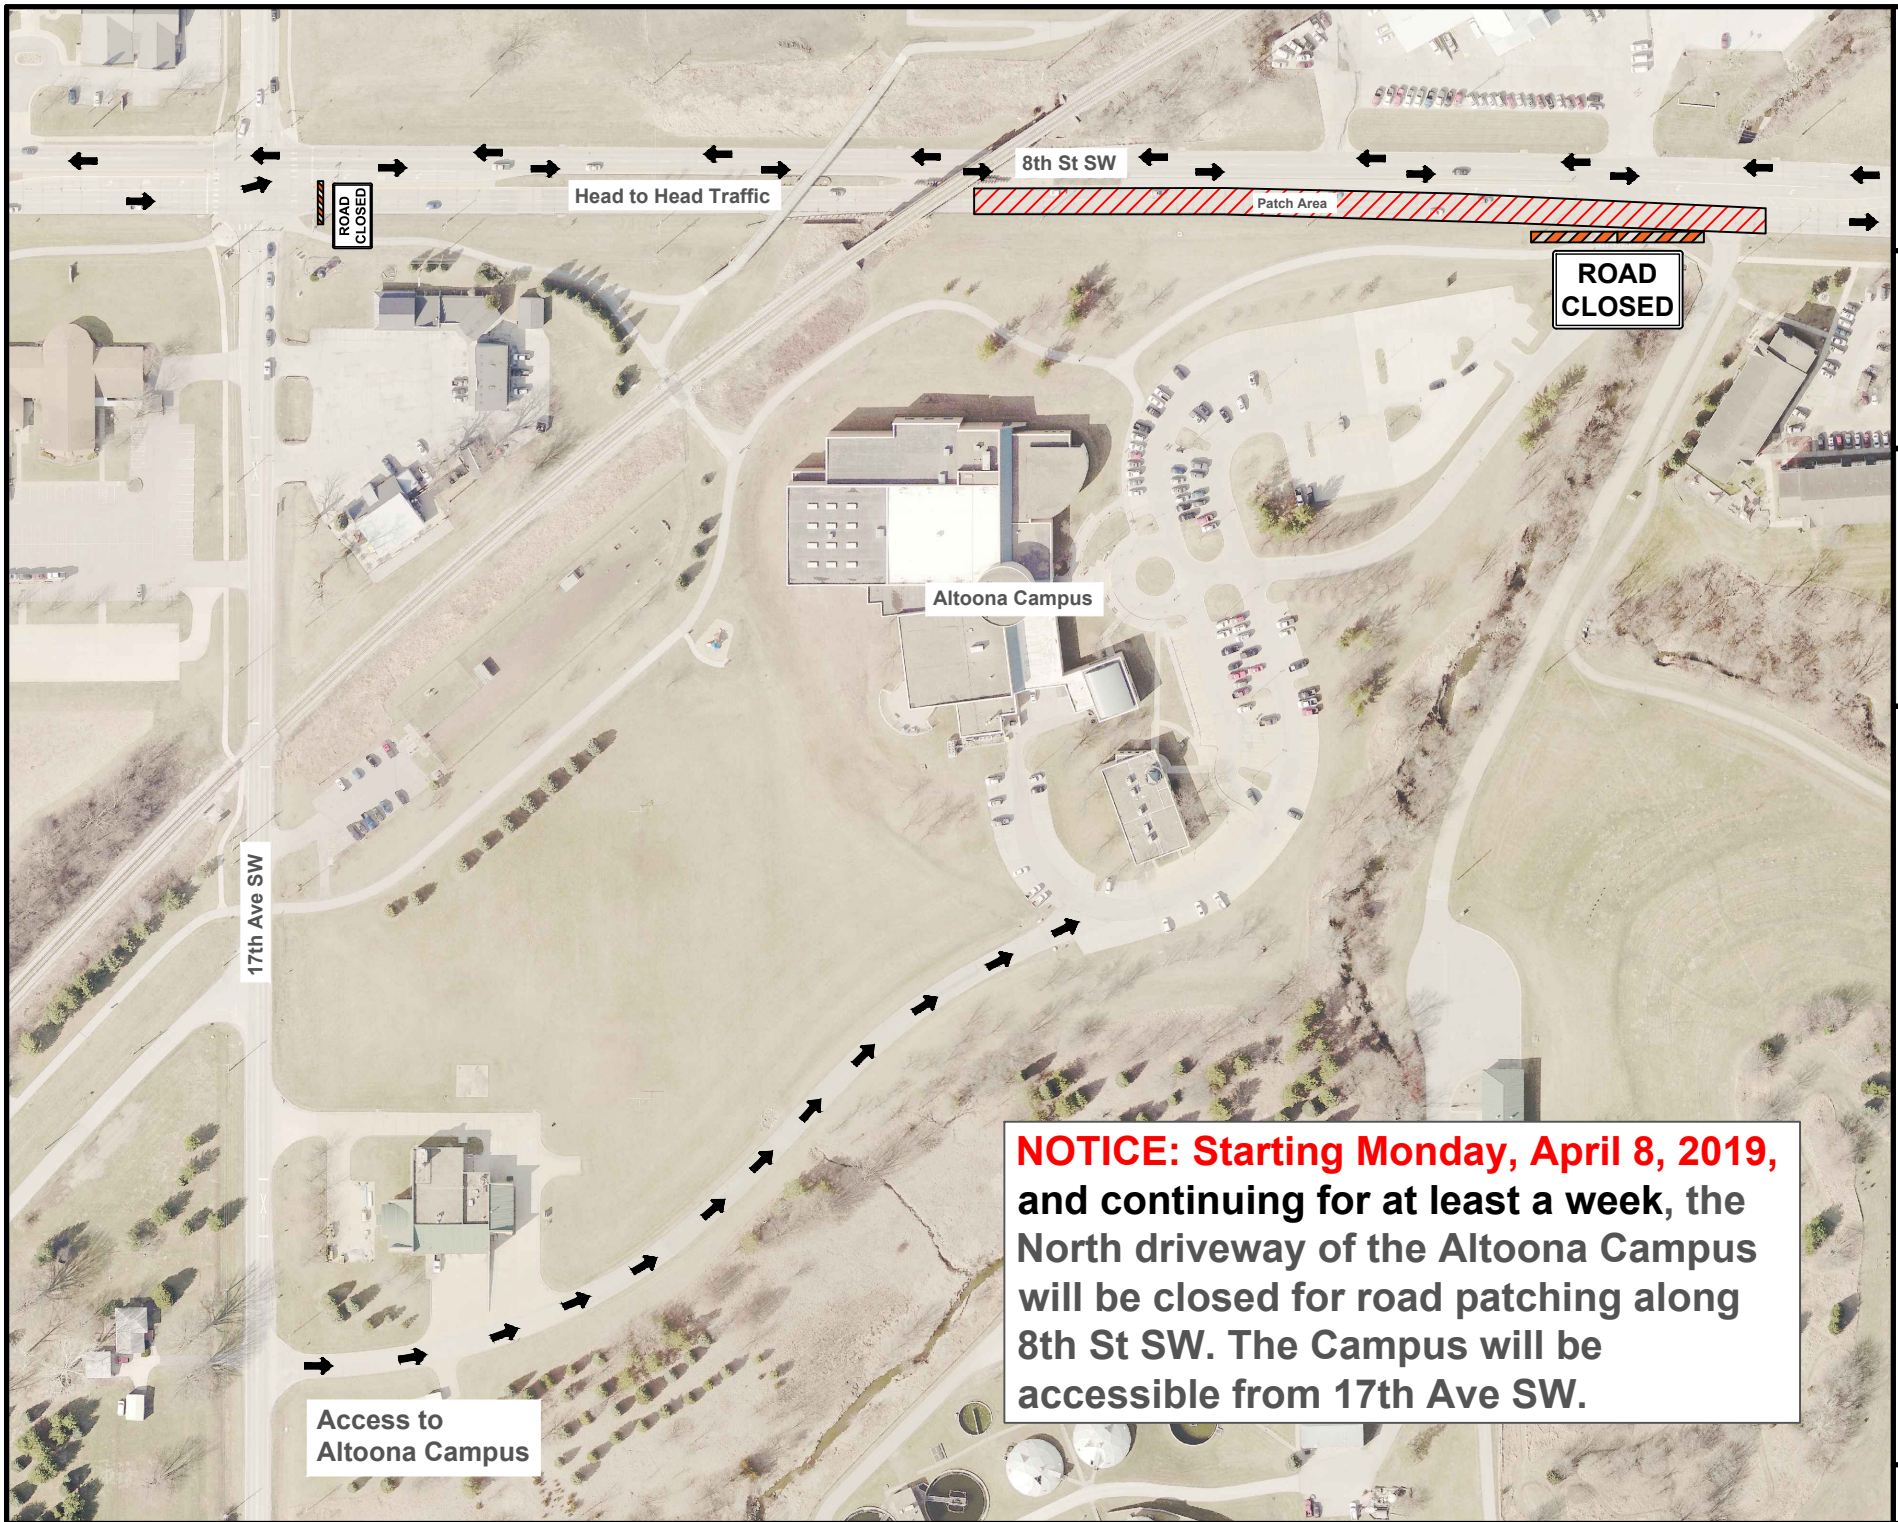 8th St SW
Head to Head Traffic
Patch Area
ROAD
CLOSED
ROAD
CLOSED
Altoona Campus
17th Ave SW
NOTICE: Starting Monday, April 8, 2019,
and continuing for at least a week, the
North driveway of the Altoona Campus
will be closed for road patching along
8th St SW. The Campus will be
accessible from 17th Ave SW.
Access to
Altoona Campus